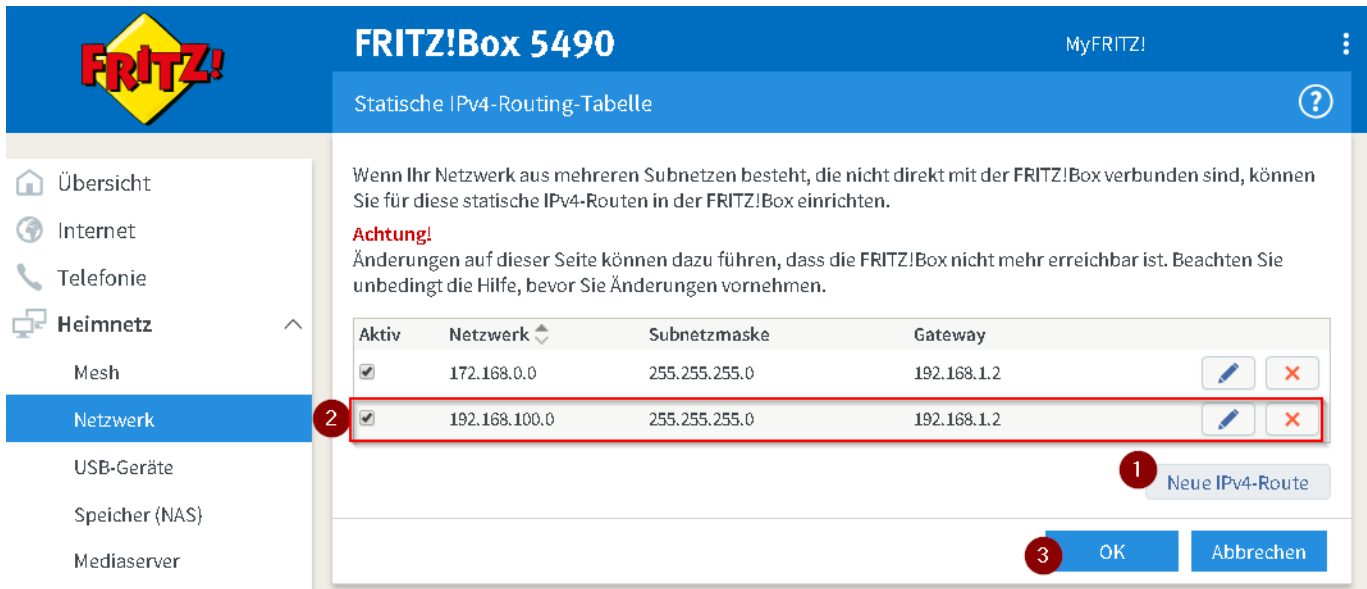 FRITZ!
FRITZ!Box 5490
MyFRITZ!
Statische IPv4-Routing-Tabelle
?
Übersicht
Internet
Telefonie
Heimnetz
Mesh
Netzwerk
USB-Geräte
Speicher (NAS)
Mediaserver
Wenn Ihr Netzwerk aus mehreren Subnetzen besteht, die nicht direkt mit der FRITZ!Box verbunden sind, können
Sie für diese statische IPv4-Routen in der FRITZ!Box einrichten.
Achtung!
Änderungen auf dieser Seite können dazu führen, dass die FRITZ!Box nicht mehr erreichbar ist. Beachten Sie
unbedingt die Hilfe, bevor Sie Änderungen vornehmen.
Aktiv Netzwerk Subnetzmaske Gateway
172.168.0.0 255.255.255.0 192.168.1.2
2 192.168.100.0 255.255.255.0 192.168.1.2
1 Neue IPv4-Route
3 OK Abbrechen